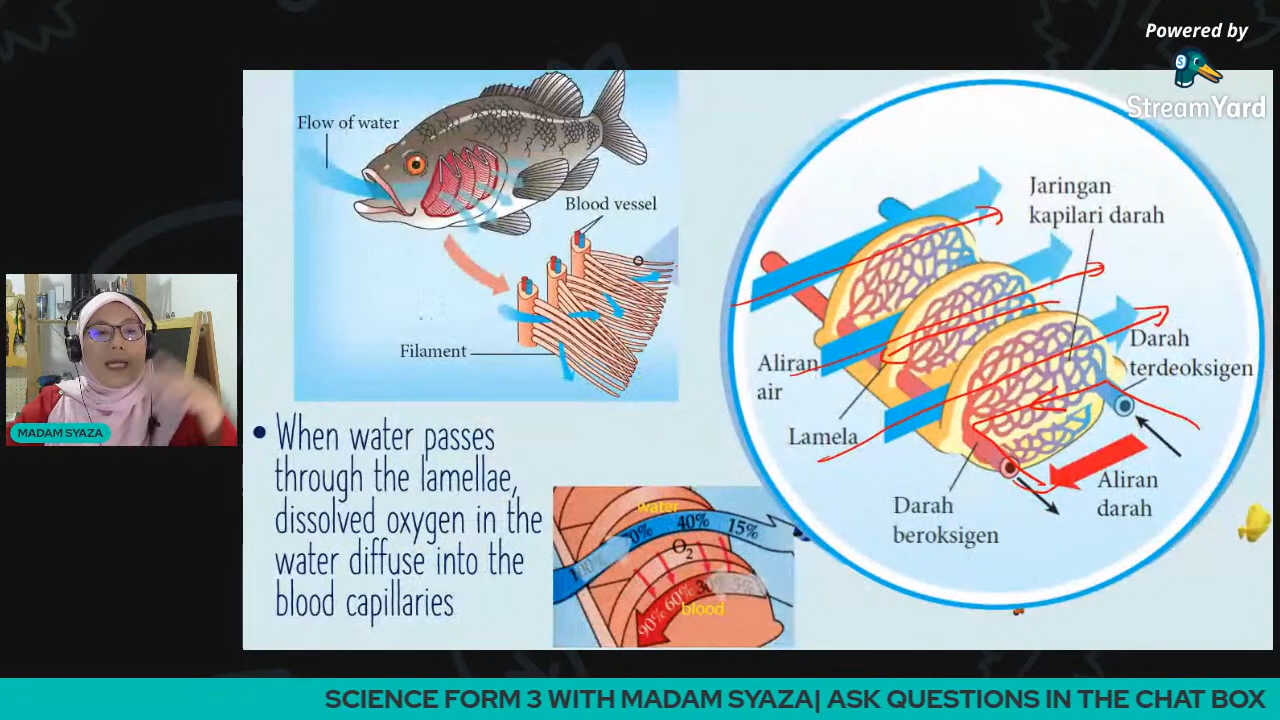 Powered by
StreamYard
Flow of water
Blood vessel
Filament
Jaringan
kapilari darah
Aliran
air
Darah
terdeoksigen
Lamela
Darah
beroksigen
Aliran
darah
• When water passes
through the lamellae,
dissolved oxygen in the
water diffuse into the
blood capillaries
water
40%
15%
O2
90%
60%
blood
MADAM SYAZA
SCIENCE FORM 3 WITH MADAM SYAZA| ASK QUESTIONS IN THE CHAT BOX